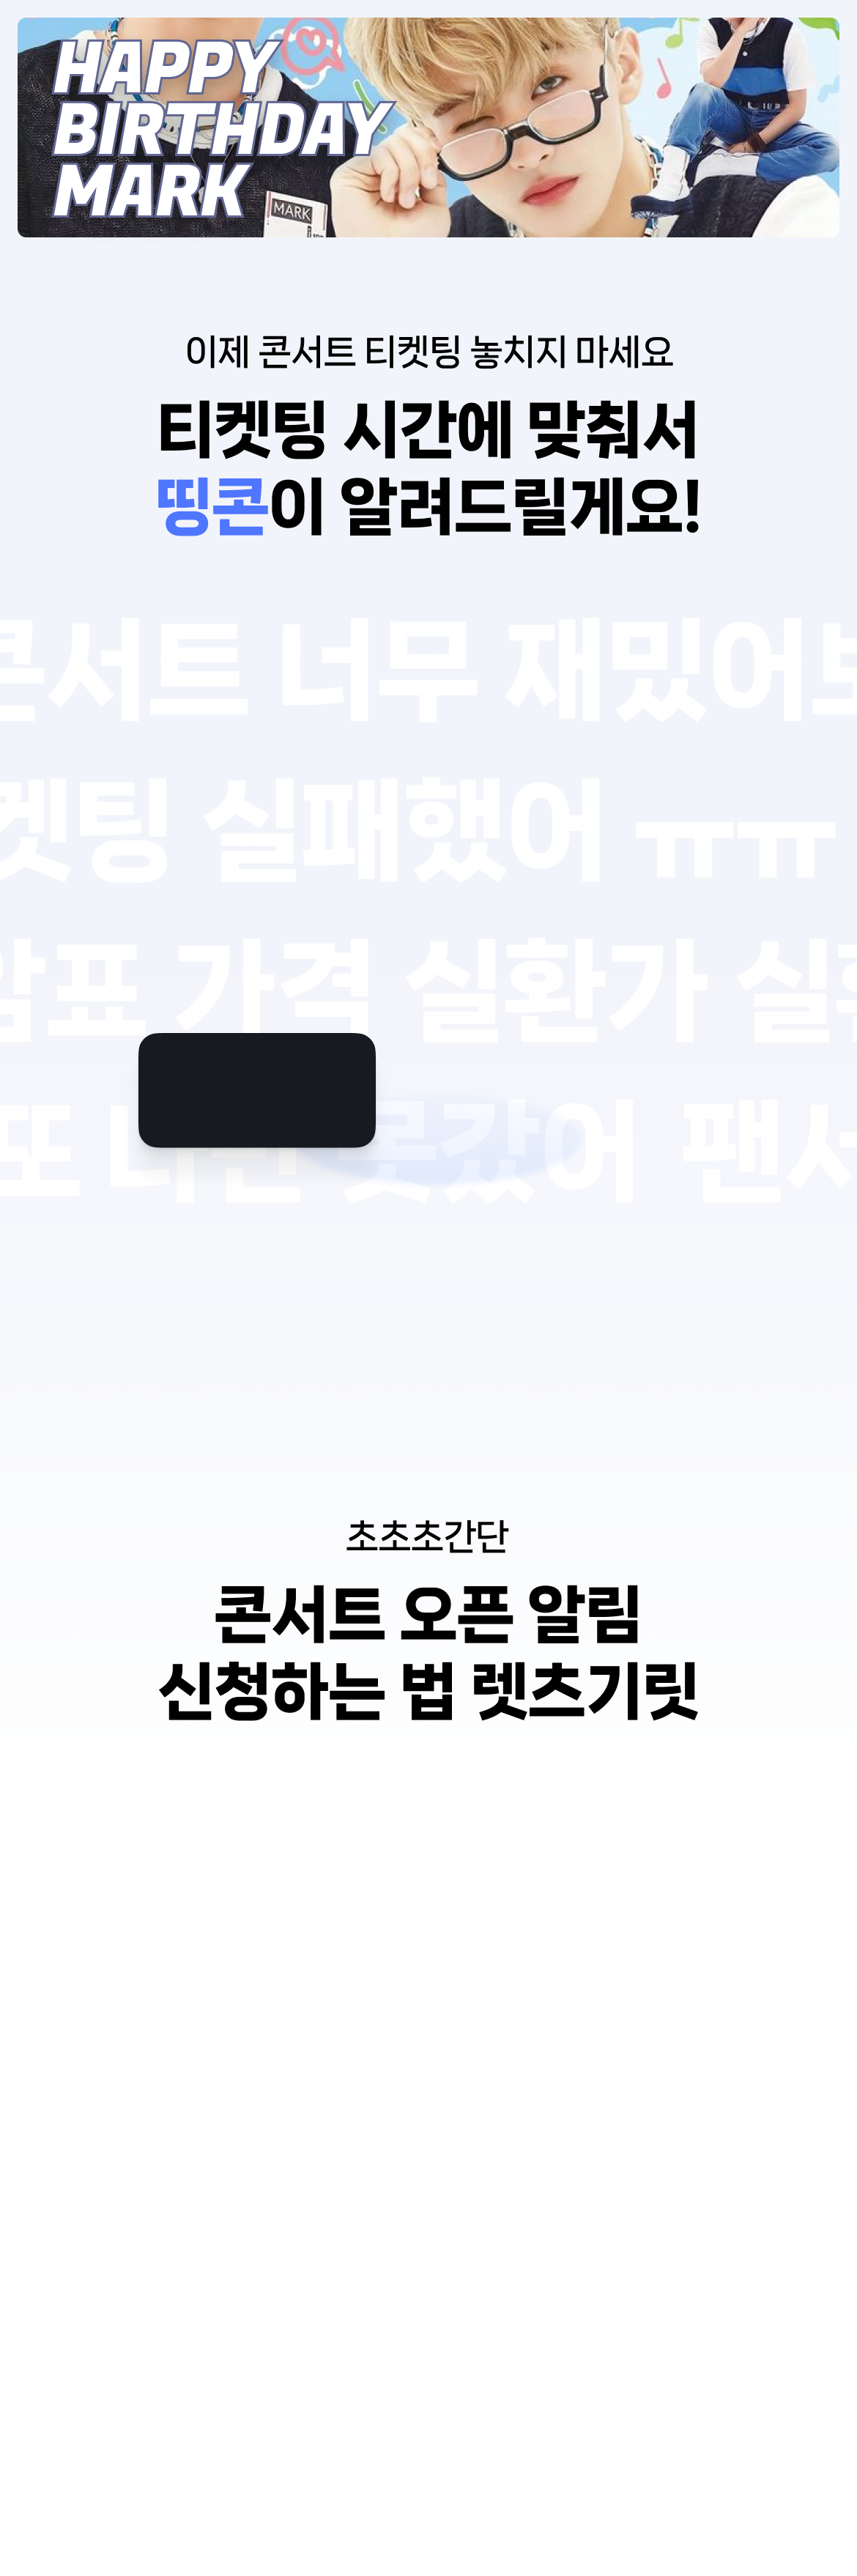 HAPPY
BIRTHDAY
MARK
MARK
이제 콘서트 티켓팅 놓치지 마세요
티켓팅 시간에 맞춰서
띵콘이 알려드릴게요!
콘서트 너무 재밌어보
켓팅 실패했어 ㅠㅠ
암표 가격 실환가 실환
또 나만 못갔어 팬서
초초초간단
콘서트 오픈 알림
신청하는 법 렛츠기릿